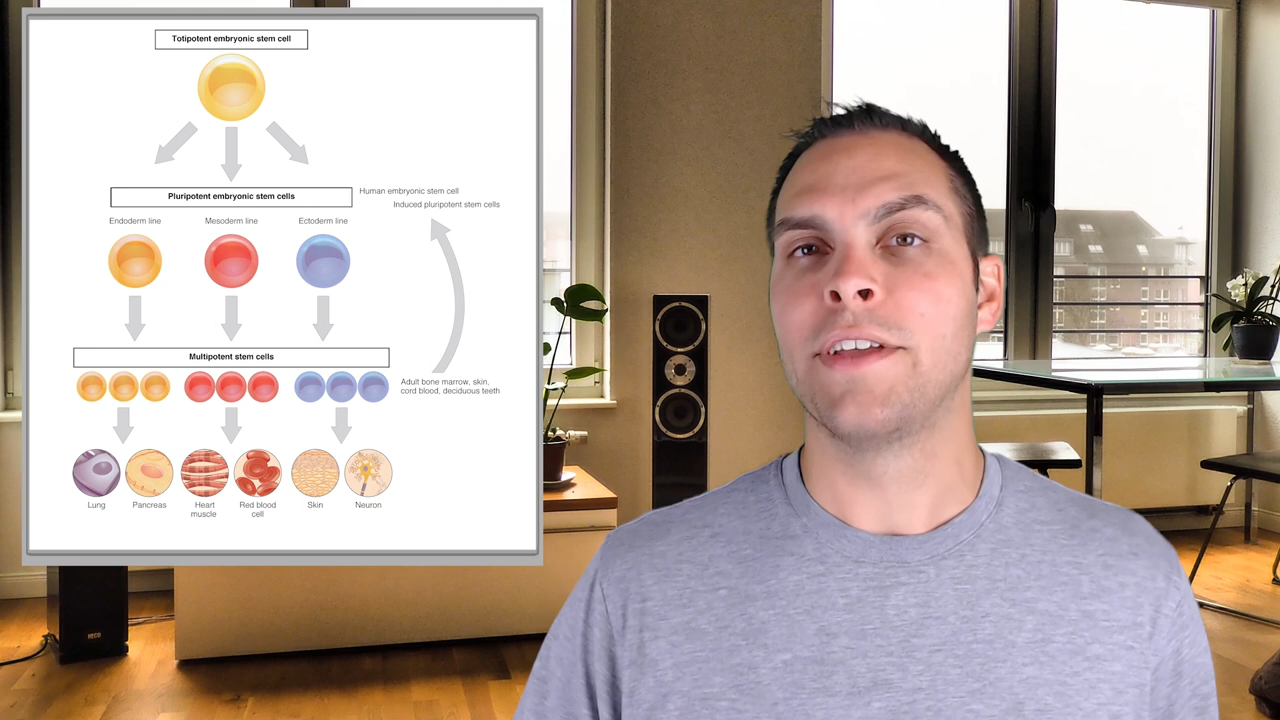 Totipotent embryonic stem cell
Pluripotent embryonic stem cells
Human embryonic stem cell
Induced pluripotent stem cells
Endoderm line
Mesoderm line
Ectoderm line
Multipotent stem cells
Adult bone marrow, skin,
cord blood, deciduous teeth
Lung
Pancreas
Heart
muscle
Red blood
cell
Skin
Neuron
HECO